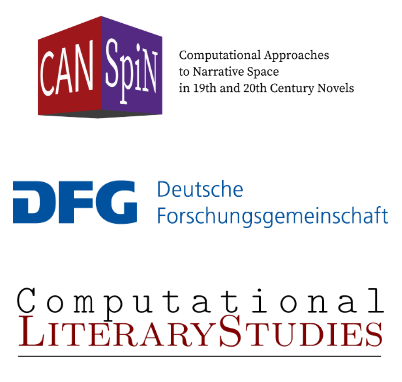 CAN SpiN
Computational Approaches
to Narrative Space
in 19th and 20th Century Novels
DFG Deutsche
Forschungsgemeinschaft
Computational
LITERARYSTUDIES